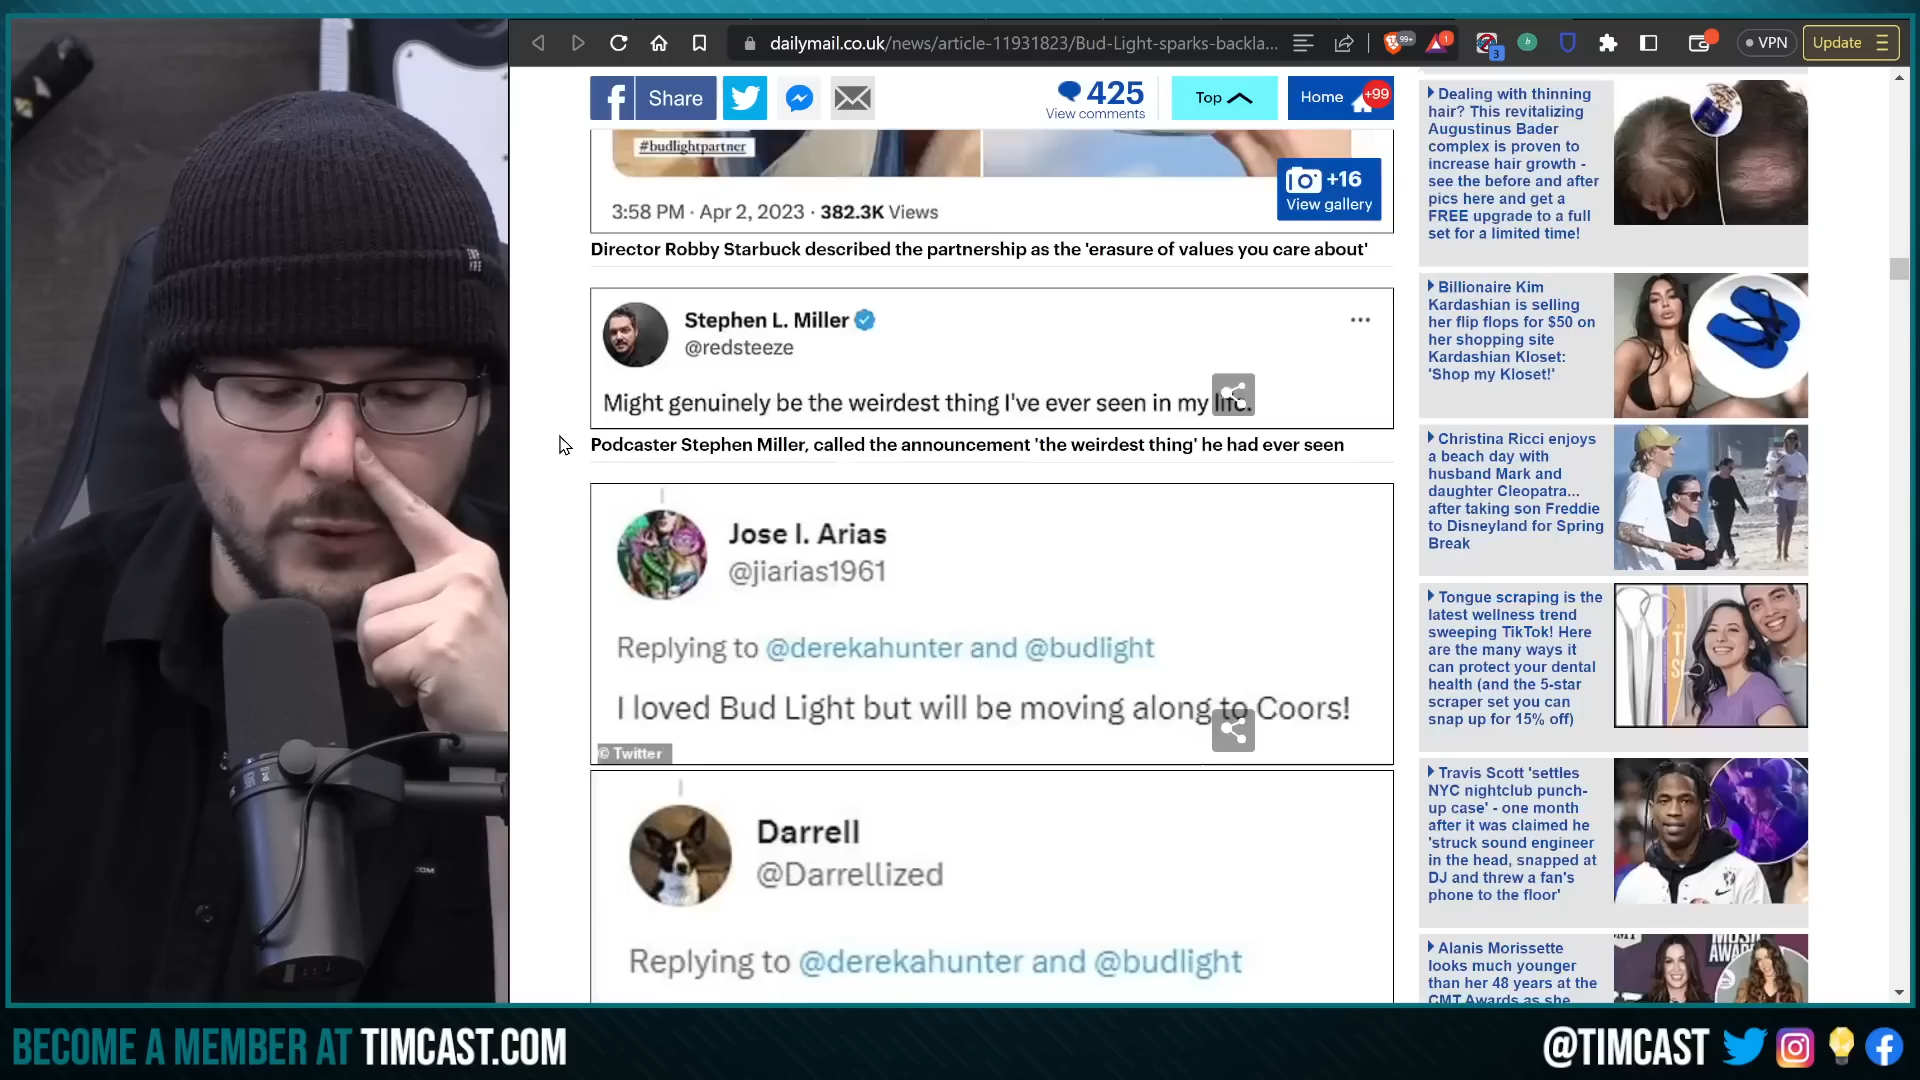 dailymail.co.uk/news/article-11931823/Bud-Light-sparks-backla...
99+
1
3
b
VPN
Update
Share
425
View comments
Top
Home
+99
#budlightpartner
+16
View gallery
3:58 PM · Apr 2, 2023 · 382.3K Views
Director Robby Starbuck described the partnership as the 'erasure of values you care about'
Stephen L. Miller
@redsteeze
Might genuinely be the weirdest thing I've ever seen in my life.
Podcaster Stephen Miller, called the announcement 'the weirdest thing' he had ever seen
Jose I. Arias
@jiarias1961
Replying to @derekahunter and @budlight
I loved Bud Light but will be moving along to Coors!
© Twitter
Darrell
@Darrellized
Replying to @derekahunter and @budlight
Dealing with thinning
hair? This revitalizing
Augustinus Bader
complex is proven to
increase hair growth -
see the before and after
pics here and get a
FREE upgrade to a full
set for a limited time!
Billionaire Kim
Kardashian is selling
her flip flops for $50 on
her shopping site
Kardashian Kloset:
'Shop my Kloset!'
Christina Ricci enjoys
a beach day with
husband Mark and
daughter Cleopatra...
after taking son Freddie
to Disneyland for Spring
Break
Tongue scraping is the
latest wellness trend
sweeping TikTok! Here
are the many ways it
can protect your dental
health (and the 5-star
scraper set you can
snap up for 15% off)
Travis Scott 'settles
NYC nightclub punch-
up case' - one month
after it was claimed he
'struck sound engineer
in the head, snapped at
DJ and threw a fan's
phone to the floor'
Alanis Morissette
looks much younger
than her 48 years at the
CMT Awards as she
BECOME A MEMBER AT TIMCAST.COM
@TIMCAST